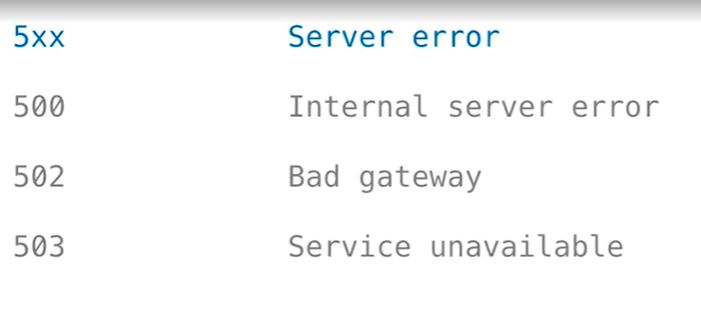 5xx Server error
500 Internal server error
502 Bad gateway
503 Service unavailable